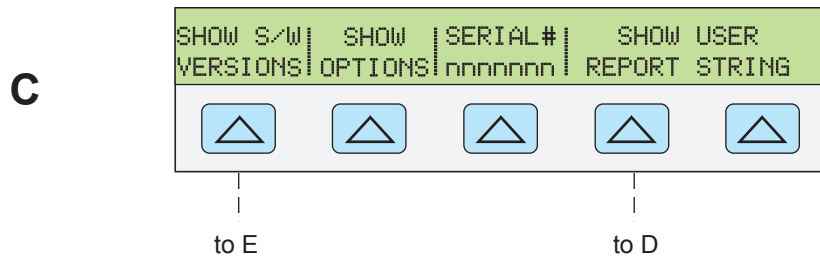 C
SHOW S/W SHOW SERIAL# SHOW USER
VERSIONS OPTIONS nnnnnnn REPORT STRING
to E to D